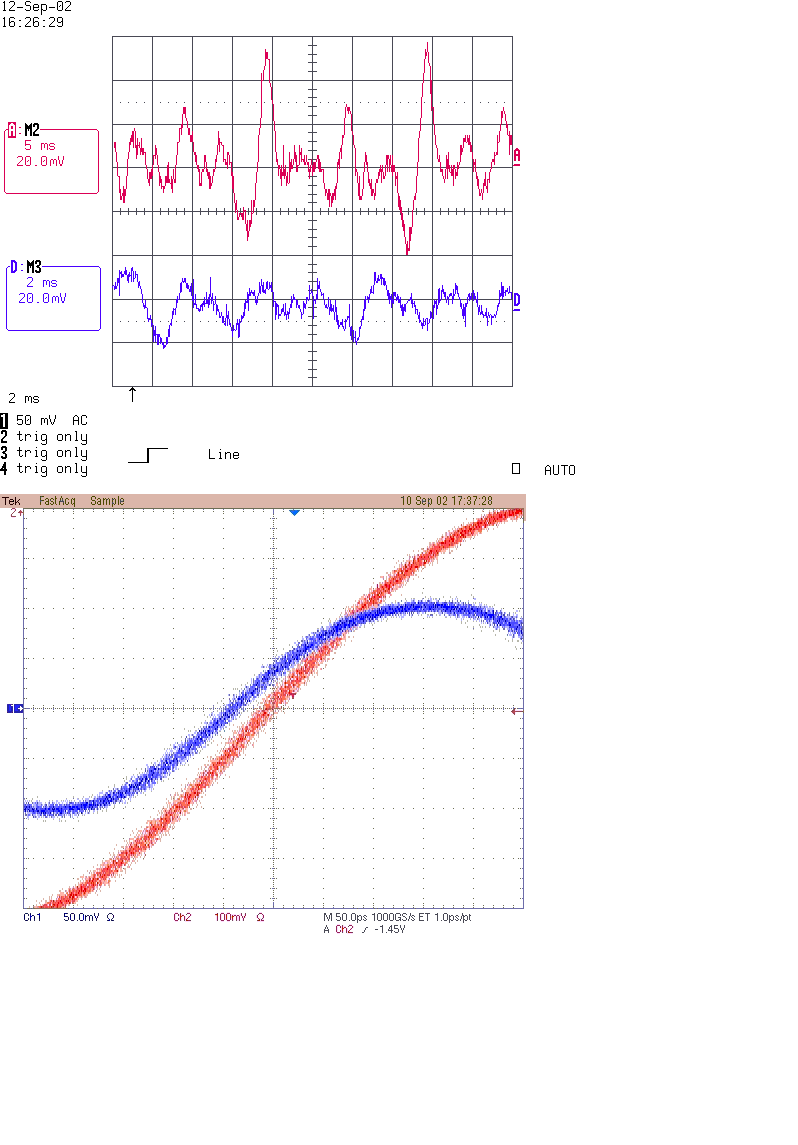 12-Sep-02
16:26:29
A:M2
5 ms
20.0mV
A
D:M3
2 ms
20.0mV
D
2 ms
1 50 mV AC
2 trig only
3 trig only
4 trig only
Line
AUTO
Tek FastAcq Sample 10 Sep 02 17:37:28
2
1
T
Ch1 50.0mV Ω Ch2 100mV Ω M 50.0ps 1000GS/s ET 1.0ps/pt
A Ch2 -1.45V